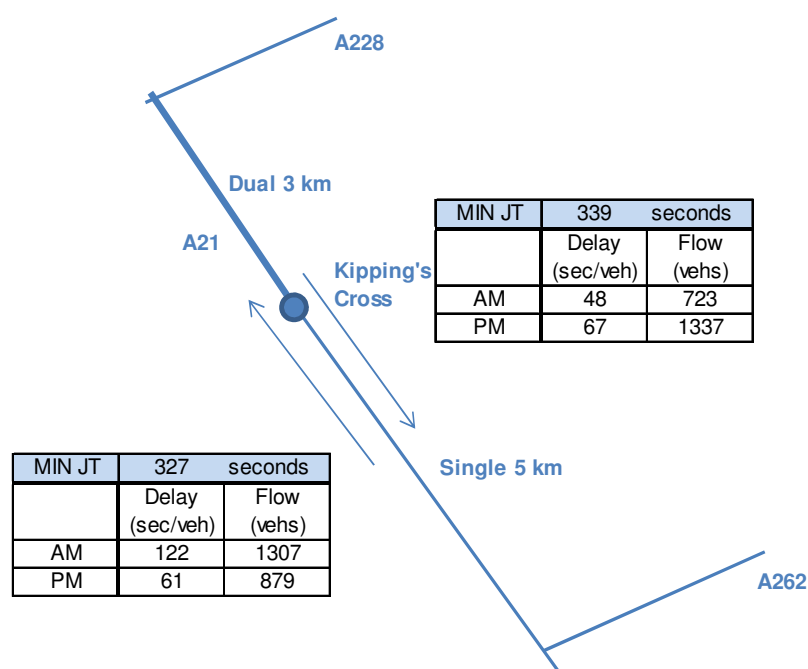 A228
Dual 3 km
A21
MIN JT 339 seconds
Delay (sec/veh) Flow (vehs)
AM 48 723
PM 67 1337
Kipping's
Cross
Single 5 km
MIN JT 327 seconds
Delay (sec/veh) Flow (vehs)
AM 122 1307
PM 61 879
A262